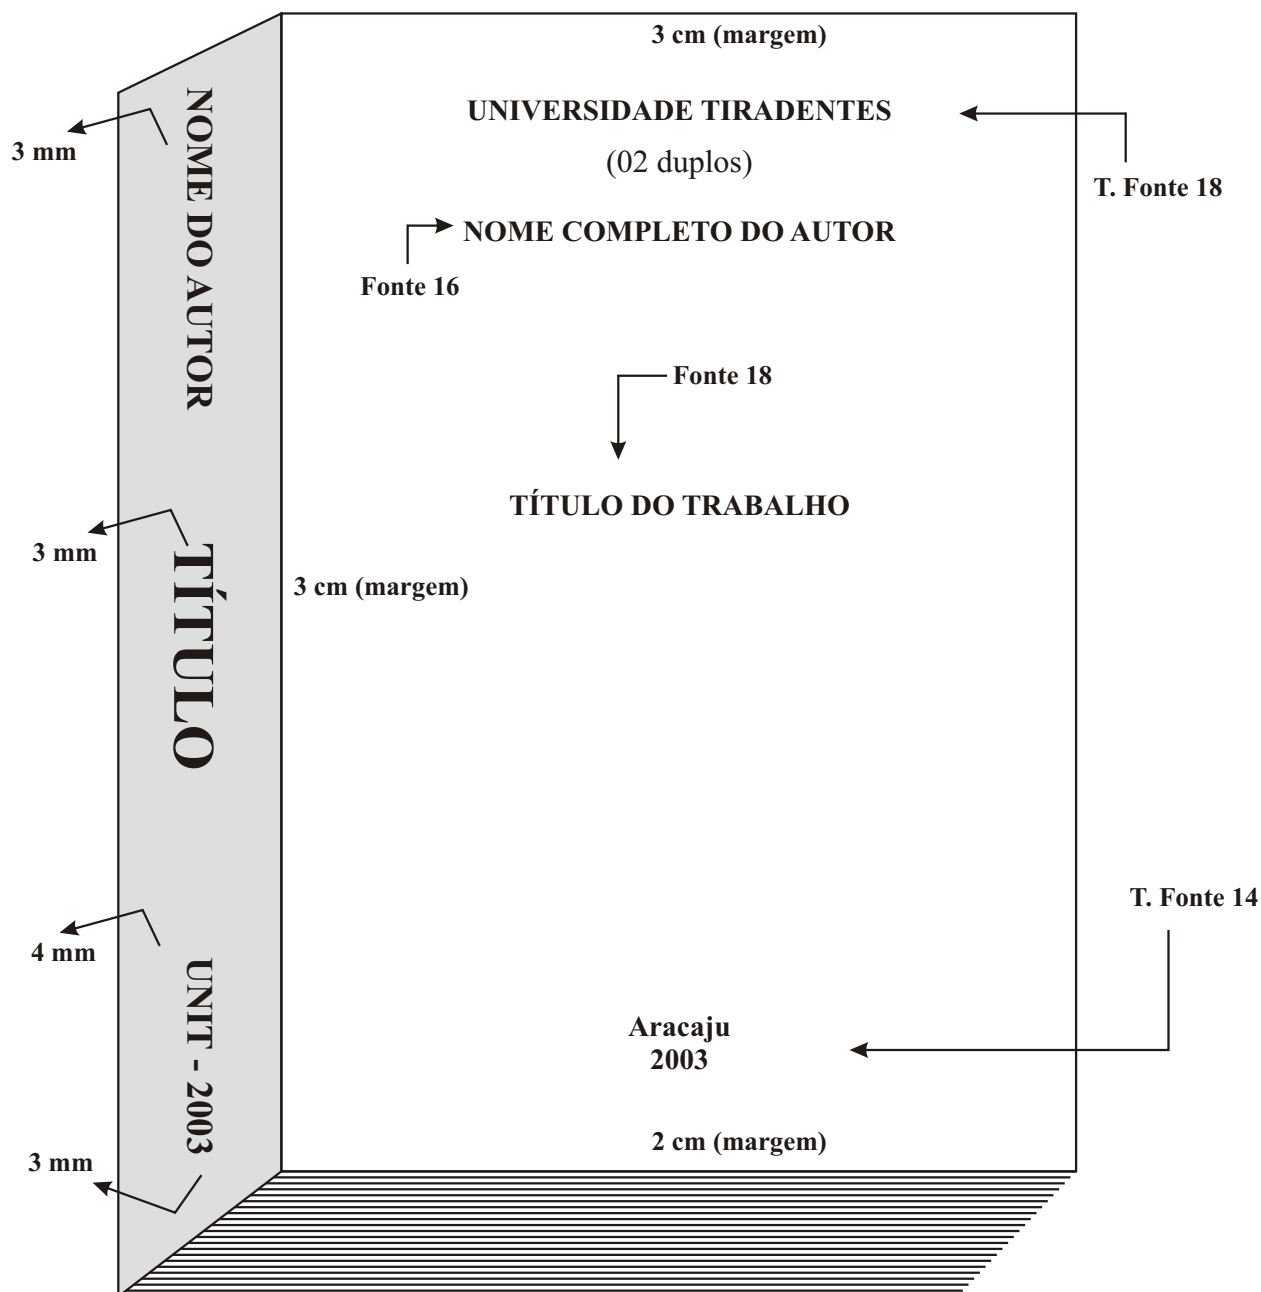 3 cm (margem)
UNIVERSIDADE TIRADENTES
(02 duplos)
T. Fonte 18
NOME COMPLETO DO AUTOR
Fonte 16
Fonte 18
TÍTULO DO TRABALHO
3 cm (margem)
T. Fonte 14
Aracaju
2003
2 cm (margem)
3 mm
NOME DO AUTOR
3 mm
TÍTULO
4 mm
UNIT - 2003
3 mm